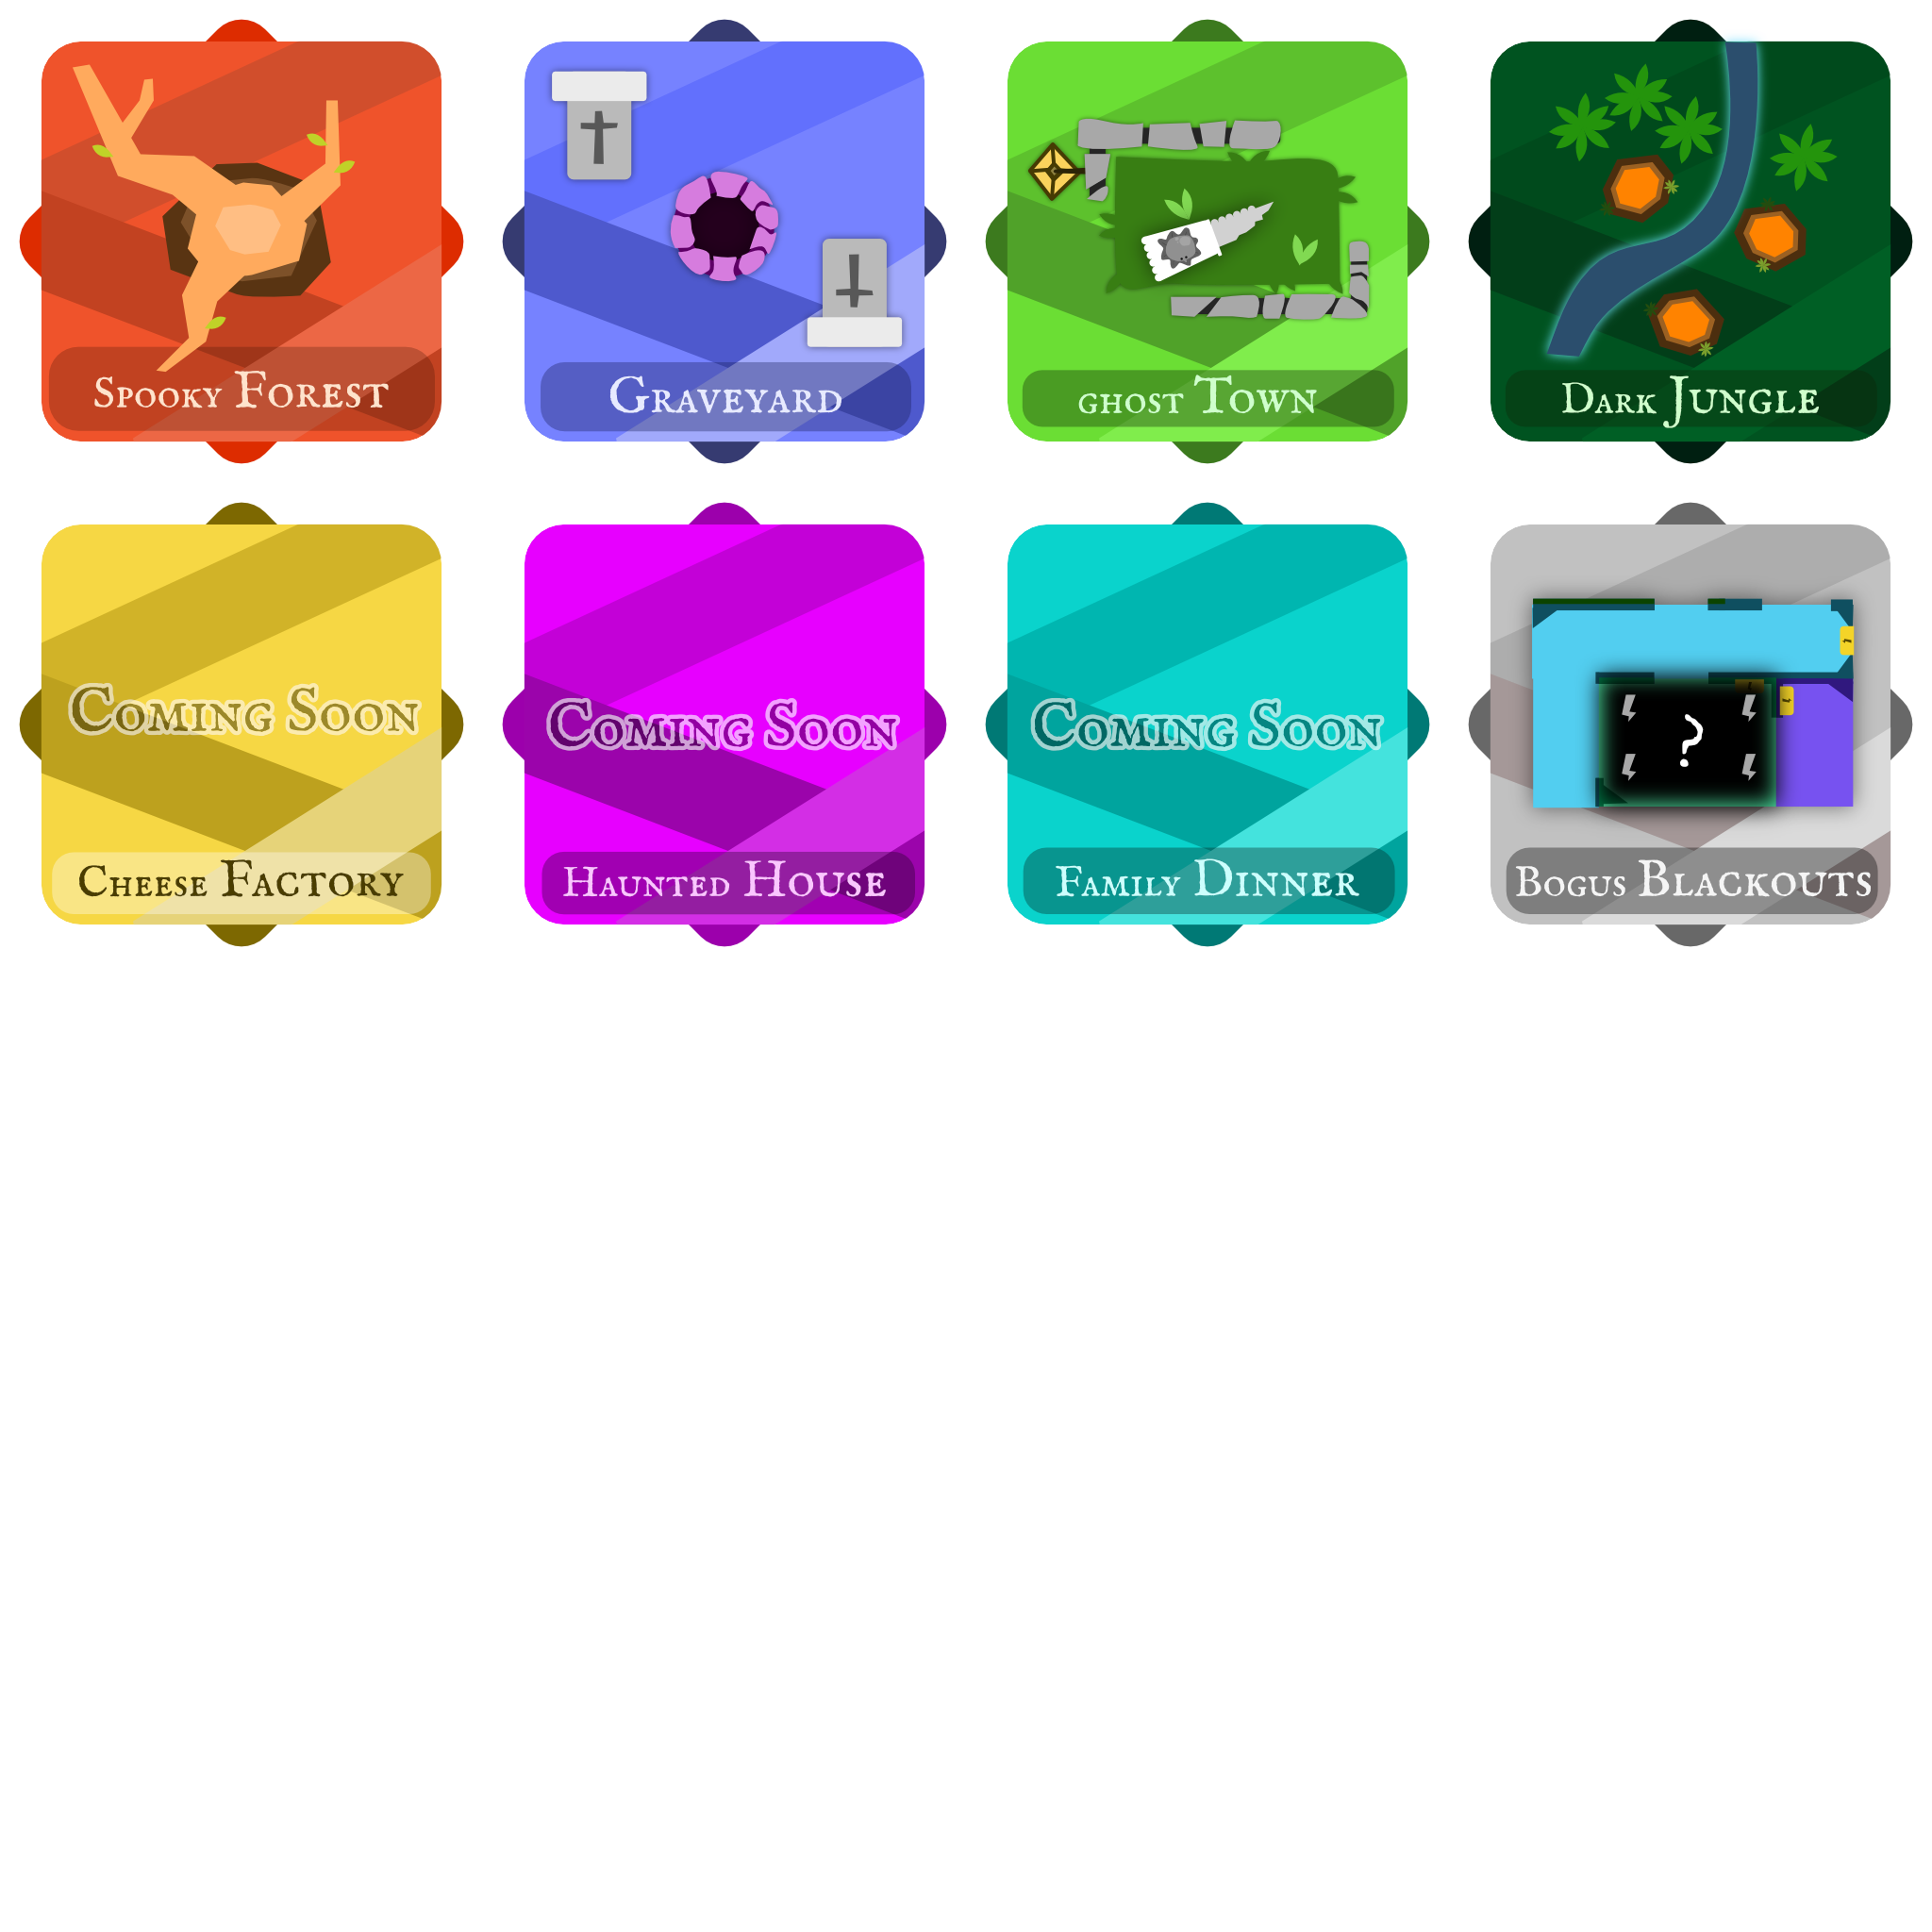 Spooky Forest
Graveyard
ghost Town
Dark Jungle
Coming Soon
Coming Soon
Coming Soon
?
Cheese Factory
Haunted House
Family Dinner
Bogus Blackouts